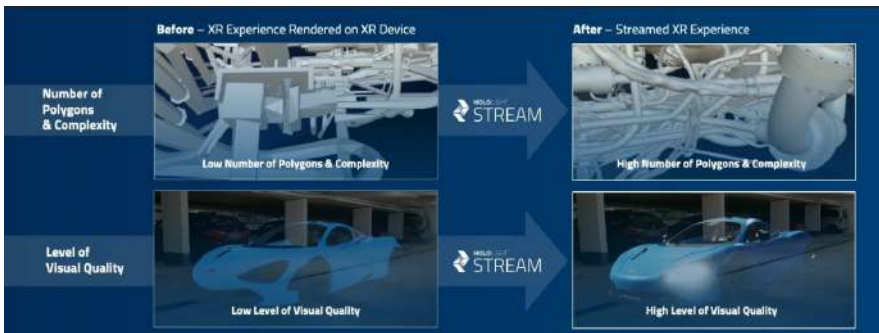 Before – XR Experience Rendered on XR Device
After – Streamed XR Experience
Number of
Polygons
& Complexity
Low Number of Polygons & Complexity
HOLOLIGHT
STREAM
High Number of Polygons & Complexity
Level of
Visual Quality
Low Level of Visual Quality
HOLOLIGHT
STREAM
High Level of Visual Quality